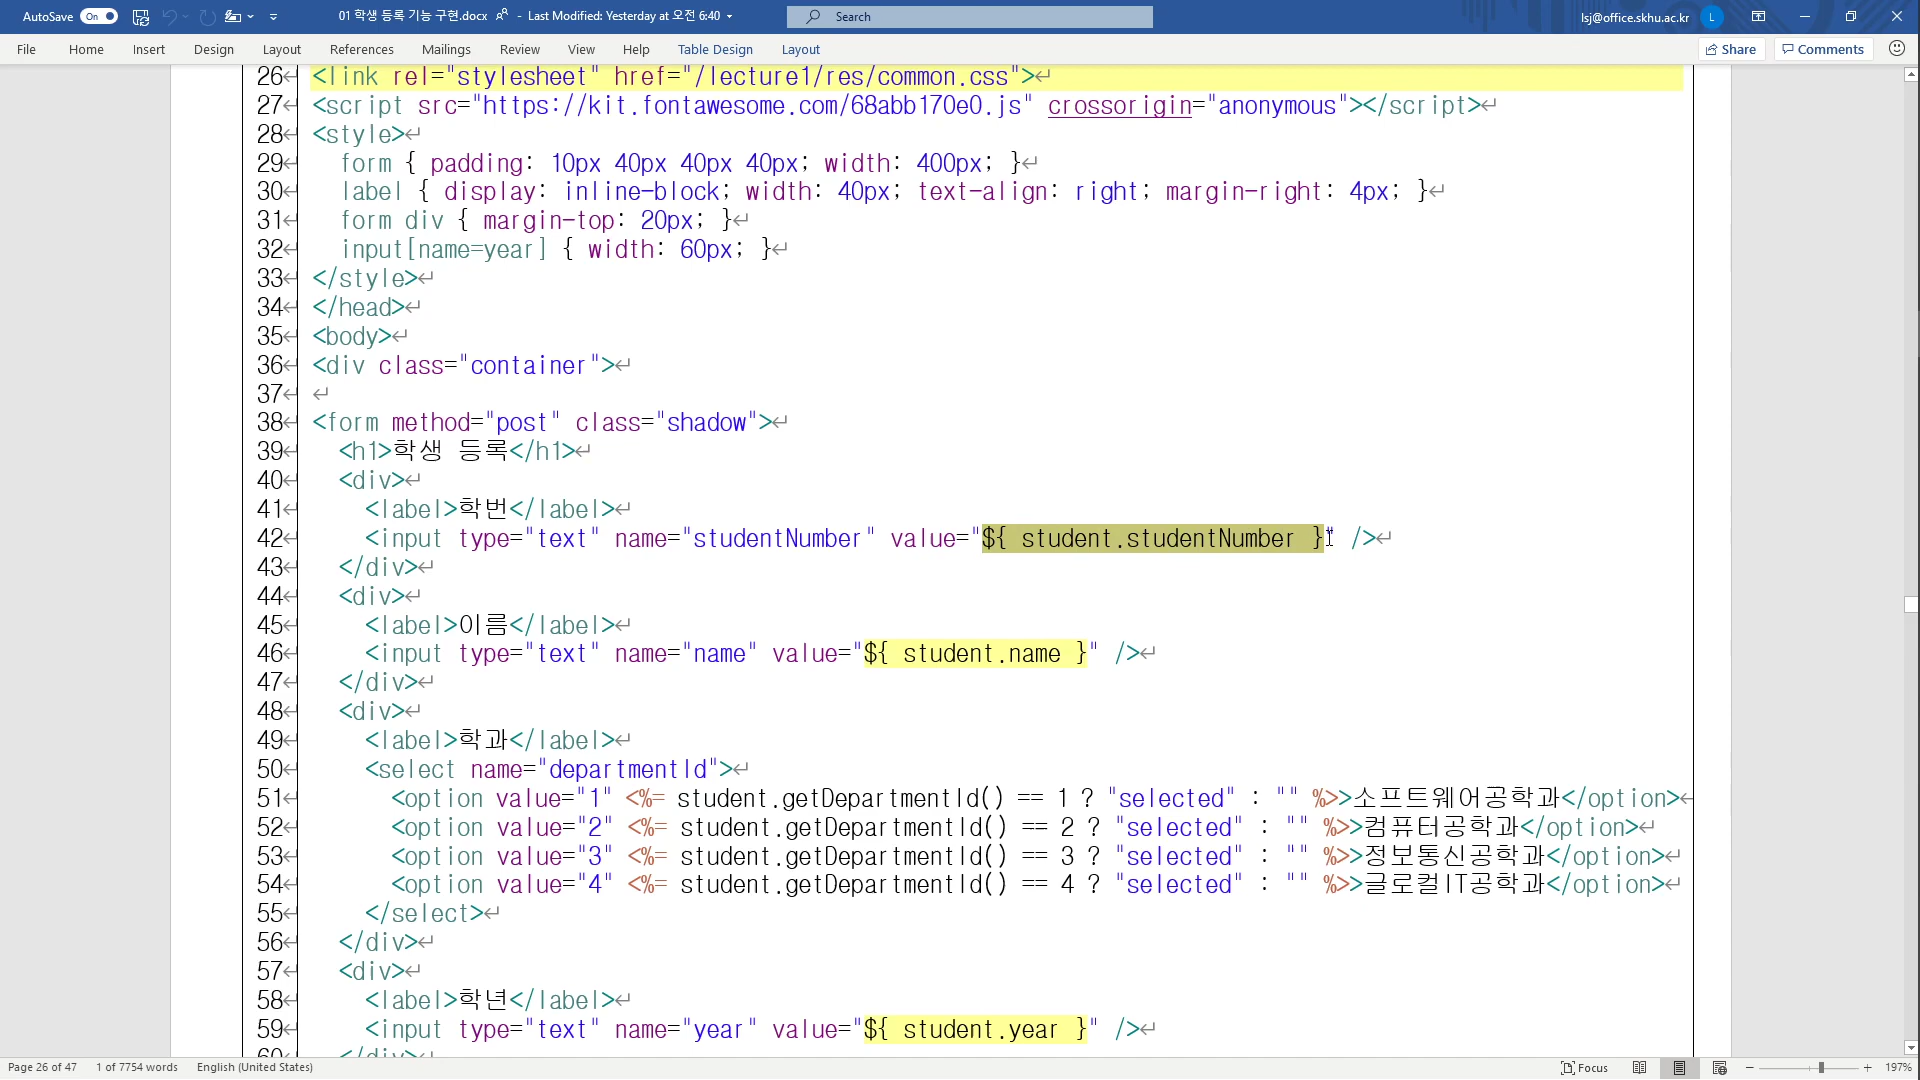 AutoSave On 01 학생 등록 기능 구현.docx - Last Modified: Yesterday at 오전 6:40 Search lsj@office.skhu.ac.kr L
File Home Insert Design Layout References Mailings Review View Help Table Design Layout Share Comments
26 <link rel="stylesheet" href="/lecture1/res/common.css">
27 <script src="https://kit.fontawesome.com/68abb170e0.js" crossorigin="anonymous"></script>
28 <style>
29 form { padding: 10px 40px 40px 40px; width: 400px; }
30 label { display: inline-block; width: 40px; text-align: right; margin-right: 4px; }
31 form div { margin-top: 20px; }
32 input[name=year] { width: 60px; }
33 </style>
34 </head>
35 <body>
36 <div class="container">
37
38 <form method="post" class="shadow">
39 <h1>학생 등록</h1>
40 <div>
41 <label>학번</label>
42 <input type="text" name="studentNumber" value="${ student.studentNumber }" />
43 </div>
44 <div>
45 <label>이름</label>
46 <input type="text" name="name" value="${ student.name }" />
47 </div>
48 <div>
49 <label>학과</label>
50 <select name="departmentId">
51 <option value="1" <%= student.getDepartmentId() == 1 ? "selected" : "" %>>소프트웨어공학과</option>
52 <option value="2" <%= student.getDepartmentId() == 2 ? "selected" : "" %>>컴퓨터공학과</option>
53 <option value="3" <%= student.getDepartmentId() == 3 ? "selected" : "" %>>정보통신공학과</option>
54 <option value="4" <%= student.getDepartmentId() == 4 ? "selected" : "" %>>글로컬IT공학과</option>
55 </select>
56 </div>
57 <div>
58 <label>학년</label>
59 <input type="text" name="year" value="${ student.year }" />
60 </div>
Page 26 of 47 1 of 7754 words English (United States) Focus 197%